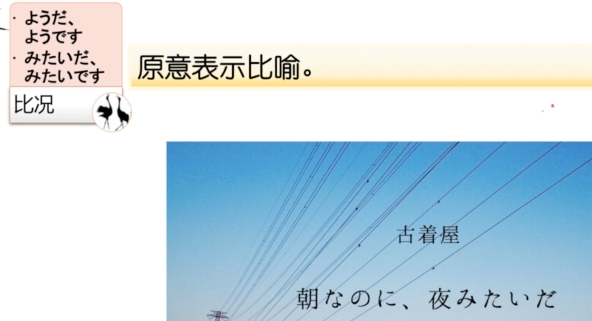 ・ようだ、
ようです
・みたいだ、
みたいです
比况
原意表示比喻。
古着屋
朝なのに、夜みたいだ